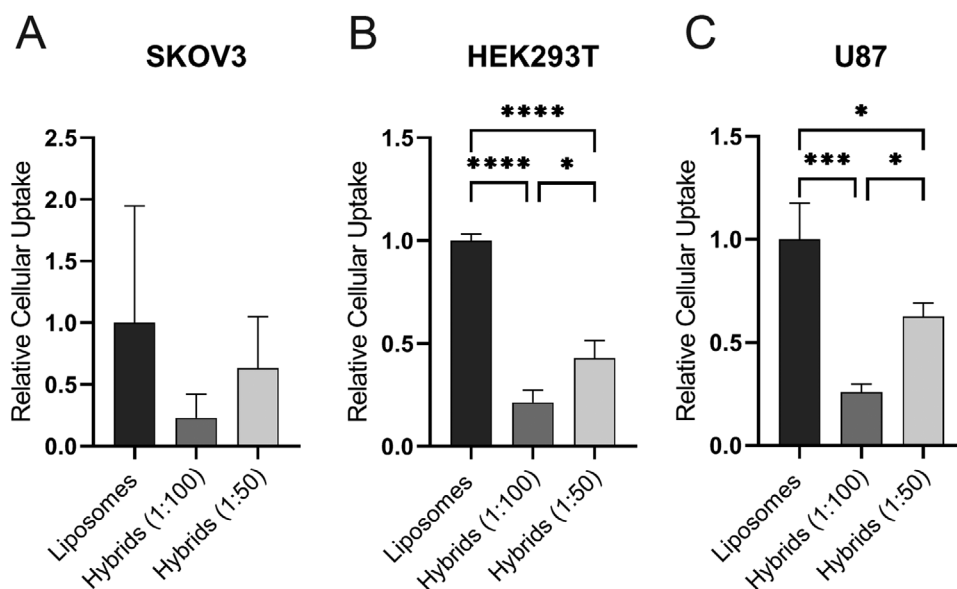 A
SKOV3
Relative Cellular Uptake
2.5
2.0
1.5
1.0
0.5
0.0
Liposomes
Hybrids (1:100)
Hybrids (1:50)
B
HEK293T
****
**** *
Relative Cellular Uptake
1.5
1.0
0.5
0.0
Liposomes
Hybrids (1:100)
Hybrids (1:50)
C
U87
*
*** *
Relative Cellular Uptake
1.5
1.0
0.5
0.0
Liposomes
Hybrids (1:100)
Hybrids (1:50)